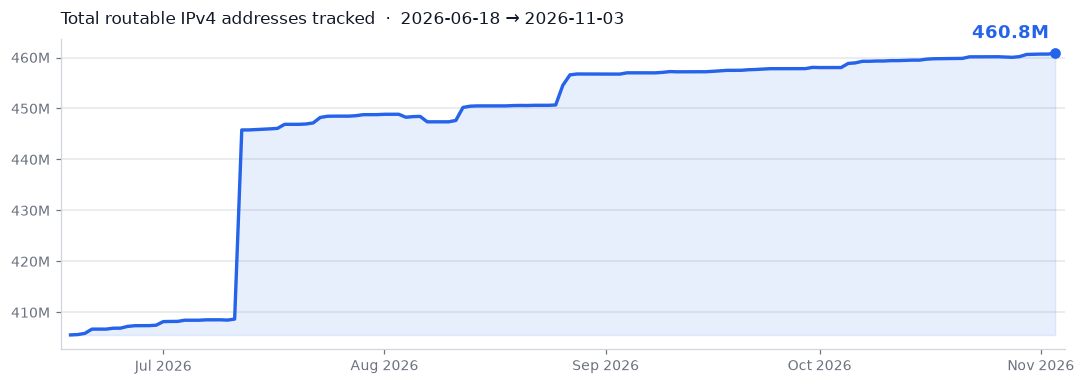 Total routable IPv4 addresses tracked · 2026-06-18 → 2026-11-03
460.8M
460M
450M
440M
430M
420M
410M
Jul 2026
Aug 2026
Sep 2026
Oct 2026
Nov 2026